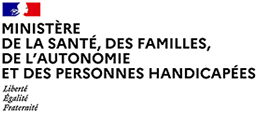 MINISTÈRE
DE LA SANTÉ, DES FAMILLES,
DE L'AUTONOMIE
ET DES PERSONNES HANDICAPÉES
Liberté
Égalité
Fraternité